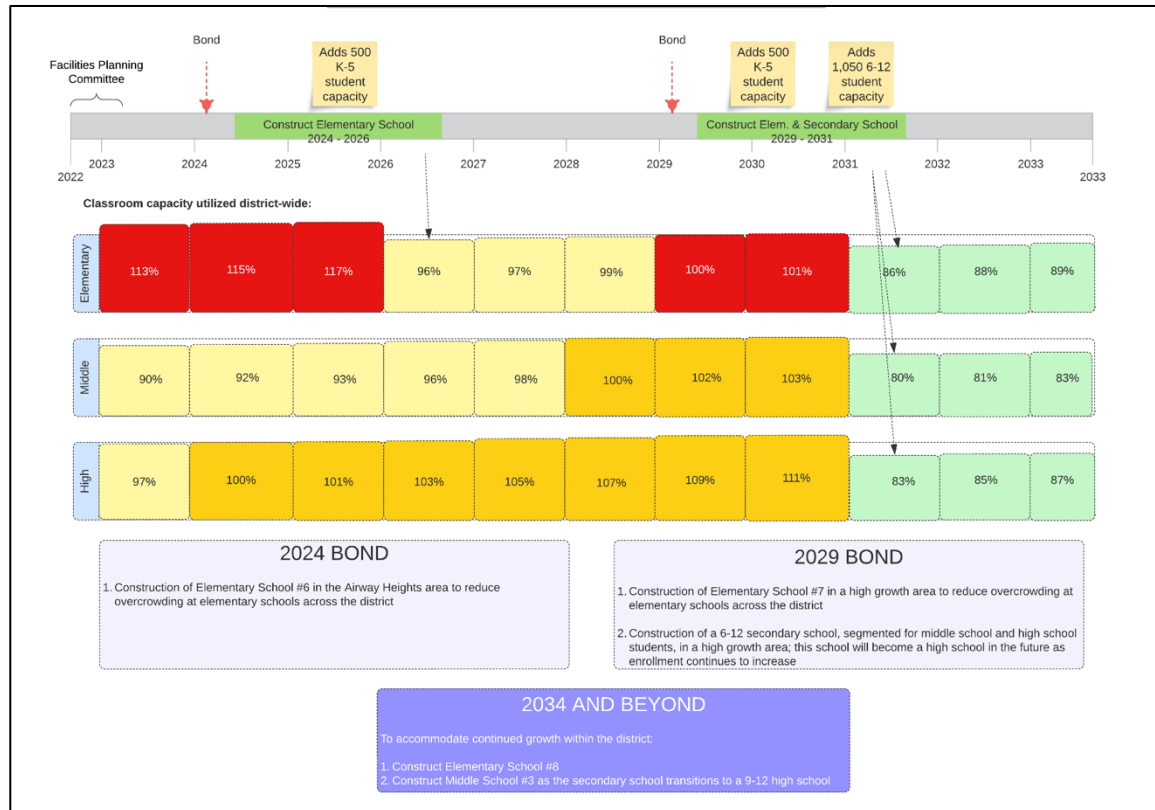 Bond
Bond
Facilities Planning
Committee
Adds 500
K-5
student
capacity
Adds 500
K-5
student
capacity
Adds
1,050 6-12
student
capacity
Construct Elementary School
2024 - 2026
Construct Elem. & Secondary School
2029 - 2031
2022
2023
2024
2025
2026
2027
2028
2029
2030
2031
2032
2033
2033
Classroom capacity utilized district-wide:
Elementary
113%
115%
117%
96%
97%
99%
100%
101%
86%
88%
89%
Middle
90%
92%
93%
96%
98%
100%
102%
103%
80%
81%
83%
High
97%
100%
101%
103%
105%
107%
109%
111%
83%
85%
87%
2024 BOND
1. Construction of Elementary School #6 in the Airway Heights area to reduce
overcrowding at elementary schools across the district
2029 BOND
1. Construction of Elementary School #7 in a high growth area to reduce overcrowding at
elementary schools across the district
2. Construction of a 6-12 secondary school, segmented for middle school and high school
students, in a high growth area; this school will become a high school in the future as
enrollment continues to increase
2034 AND BEYOND
To accommodate continued growth within the district:
1. Construct Elementary School #8
2. Construct Middle School #3 as the secondary school transitions to a 9-12 high school